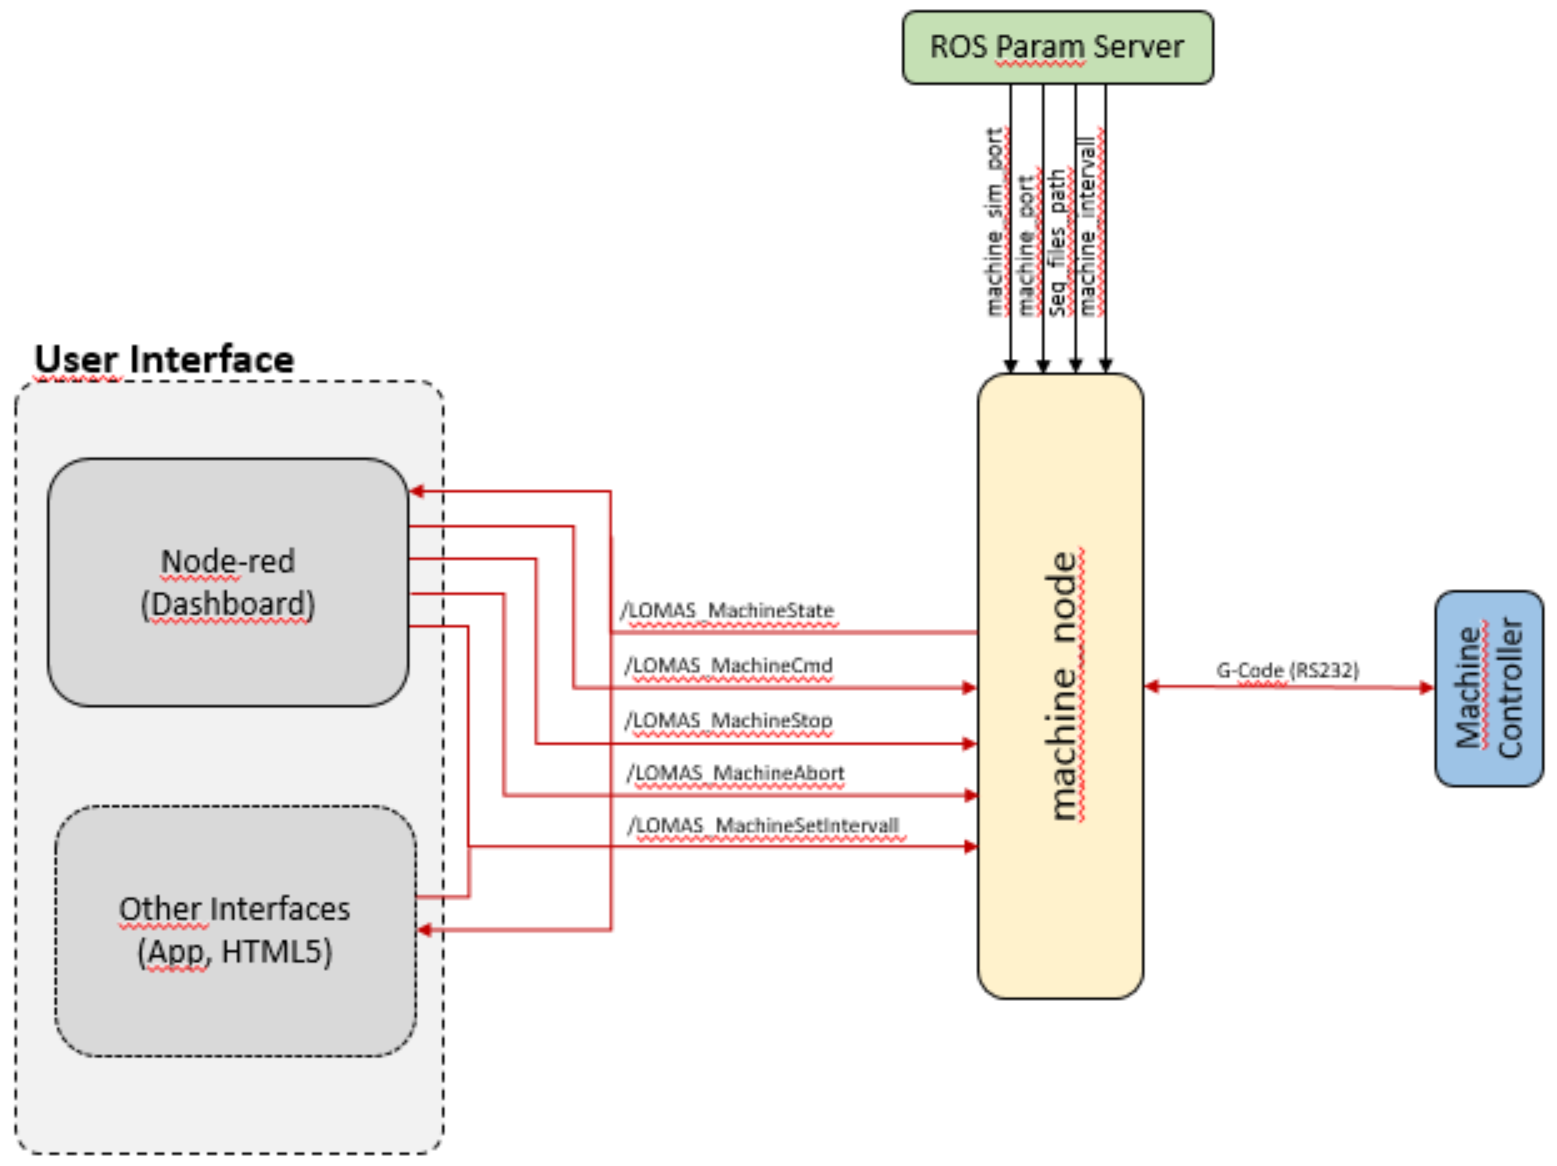 ROS Param Server
machine_sim_port
machine_port
Seq_files_path
machine_intervall
User Interface
Node-red
(Dashboard)
/LOMAS_MachineState
/LOMAS_MachineCmd
/LOMAS_MachineStop
/LOMAS_MachineAbort
/LOMAS_MachineSetIntervall
machine_node
G-Code (RS232)
Machine
Controller
Other Interfaces
(App, HTML5)